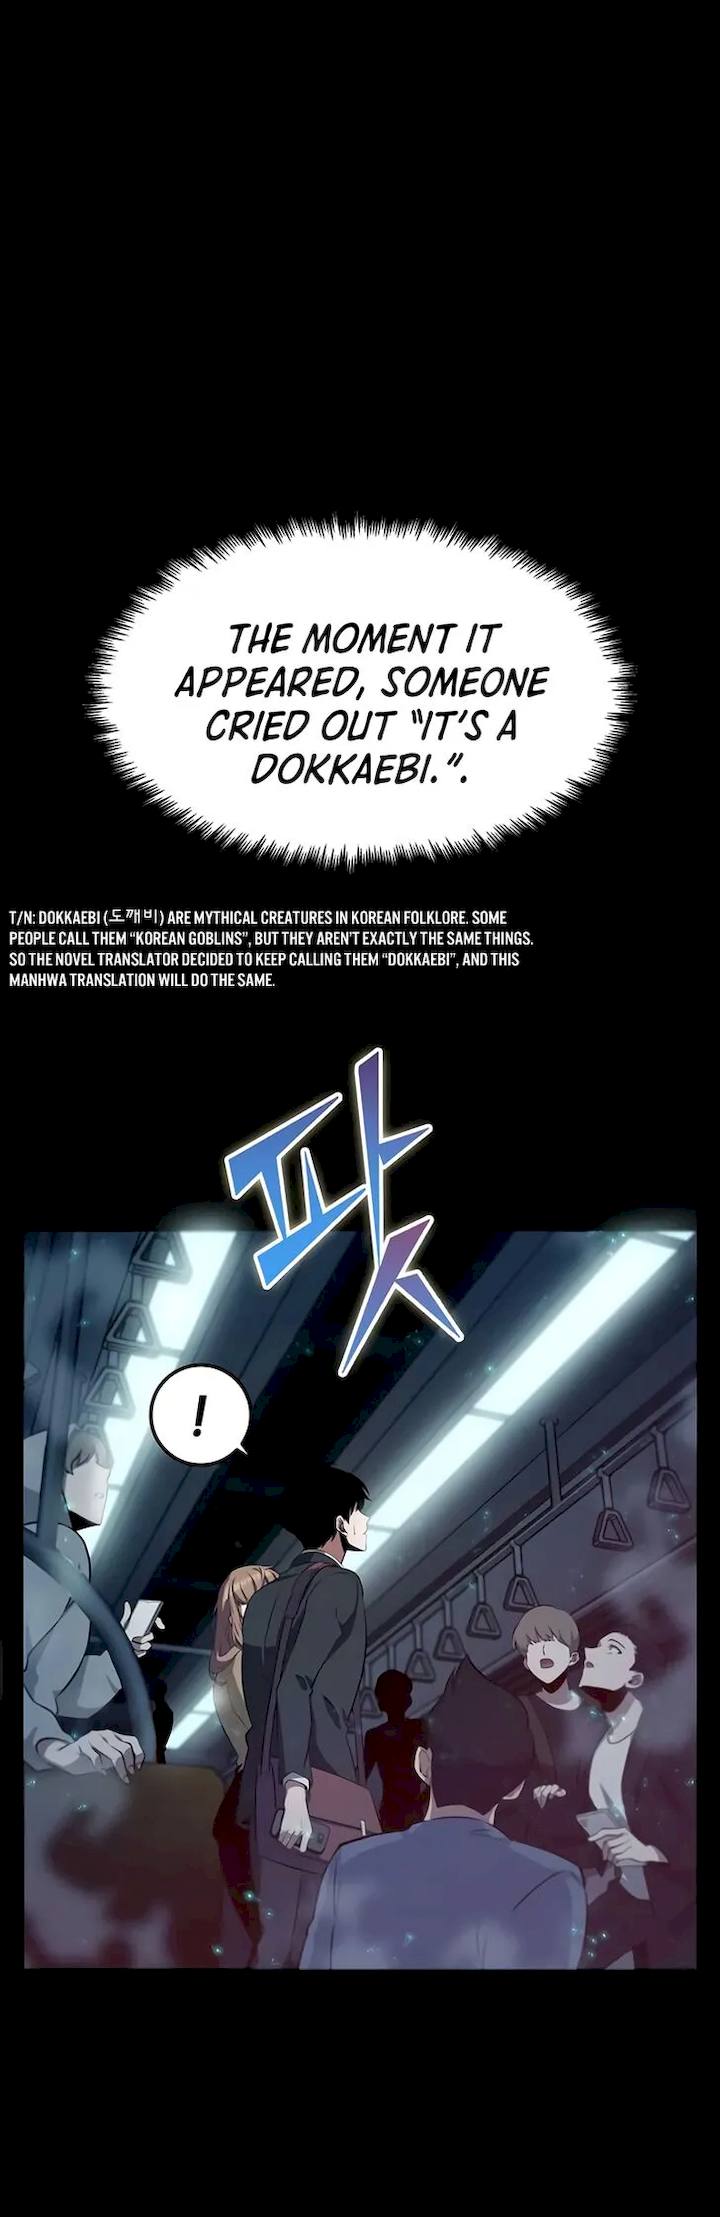 THE MOMENT IT
APPEARED, SOMEONE
CRIED OUT "IT'S A
DOKKAEBI.".
T/N: DOKKAEBI (도깨비) ARE MYTHICAL CREATURES IN KOREAN FOLKLORE. SOME
PEOPLE CALL THEM "KOREAN GOBLINS", BUT THEY AREN'T EXACTLY THE SAME THINGS.
SO THE NOVEL TRANSLATOR DECIDED TO KEEP CALLING THEM "DOKKAEBI", AND THIS
MANHWA TRANSLATION WILL DO THE SAME.
팟
!